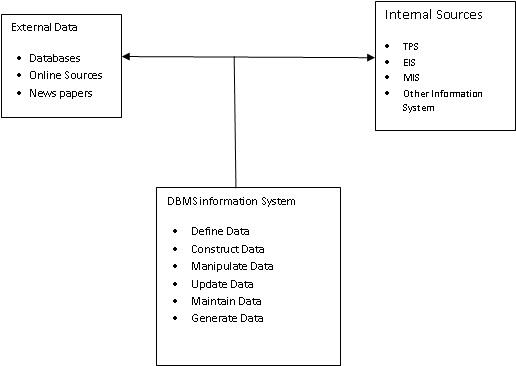 External Data
• Databases
• Online Sources
• News papers
Internal Sources
• TPS
• EIS
• MIS
• Other Information
System
DBMS information System
• Define Data
• Construct Data
• Manipulate Data
• Update Data
• Maintain Data
• Generate Data